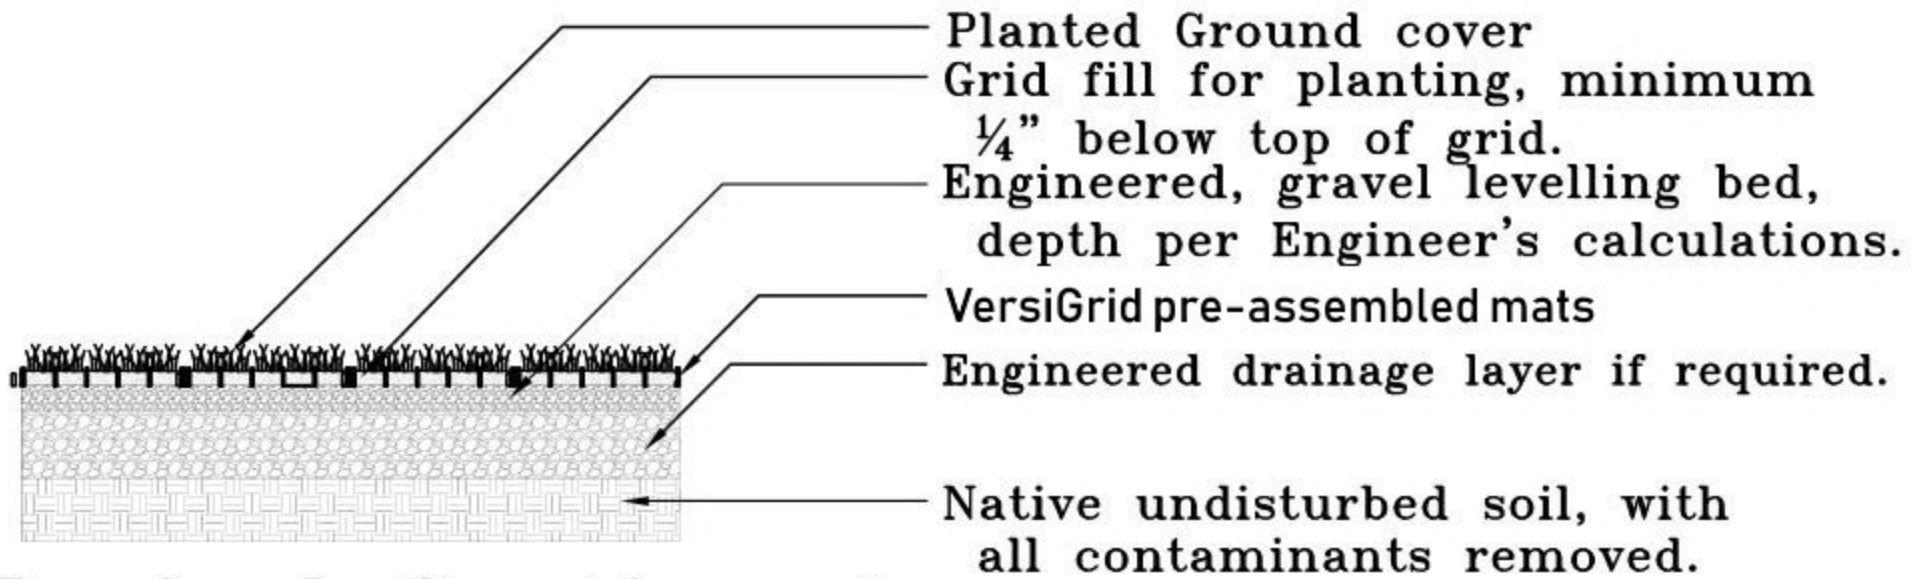 Planted Ground cover
Grid fill for planting, minimum
¼” below top of grid.
Engineered, gravel levelling bed,
depth per Engineer’s calculations.
VersiGrid pre-assembled mats
Engineered drainage layer if required.
Native undisturbed soil, with
all contaminants removed.